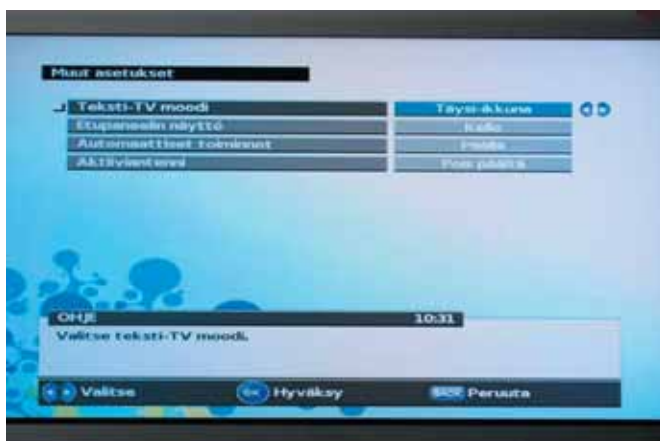 Muut asetukset
Teksti-TV moodi Täysi-ikkuna
Etupaneelin näyttö Kello
Automaattiset toiminnot Päällä
Aktiiviantenni Pois päältä
OHJE 10:31
Valitse teksti-TV moodi.
Valitse OK Hyväksy BACK Peruuta